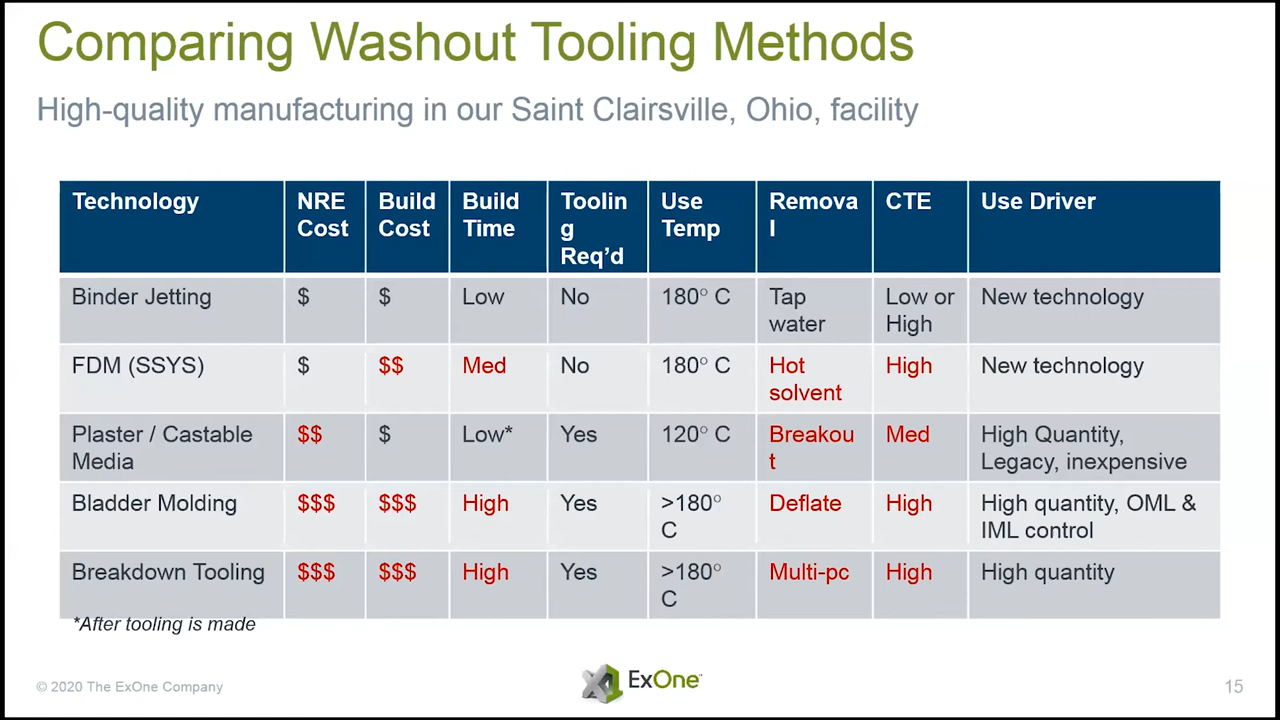 Comparing Washout Tooling Methods
High-quality manufacturing in our Saint Clairsville, Ohio, facility
Technology
NRE
Cost
Build
Cost
Build
Time
Toolin
g
Req’d
Use
Temp
Remova
l
CTE
Use Driver
Binder Jetting
$
$
Low
No
180° C
Tap
water
Low or
High
New technology
FDM (SSYS)
$
$$
Med
No
180° C
Hot
solvent
High
New technology
Plaster / Castable
Media
$$
$
Low*
Yes
120° C
Breakou
t
Med
High Quantity,
Legacy, inexpensive
Bladder Molding
$$$
$$$
High
Yes
>180°
C
Deflate
High
High quantity, OML &
IML control
Breakdown Tooling
$$$
$$$
High
Yes
>180°
C
Multi-pc
High
High quantity
*After tooling is made
© 2020 The ExOne Company
ExOne™
15